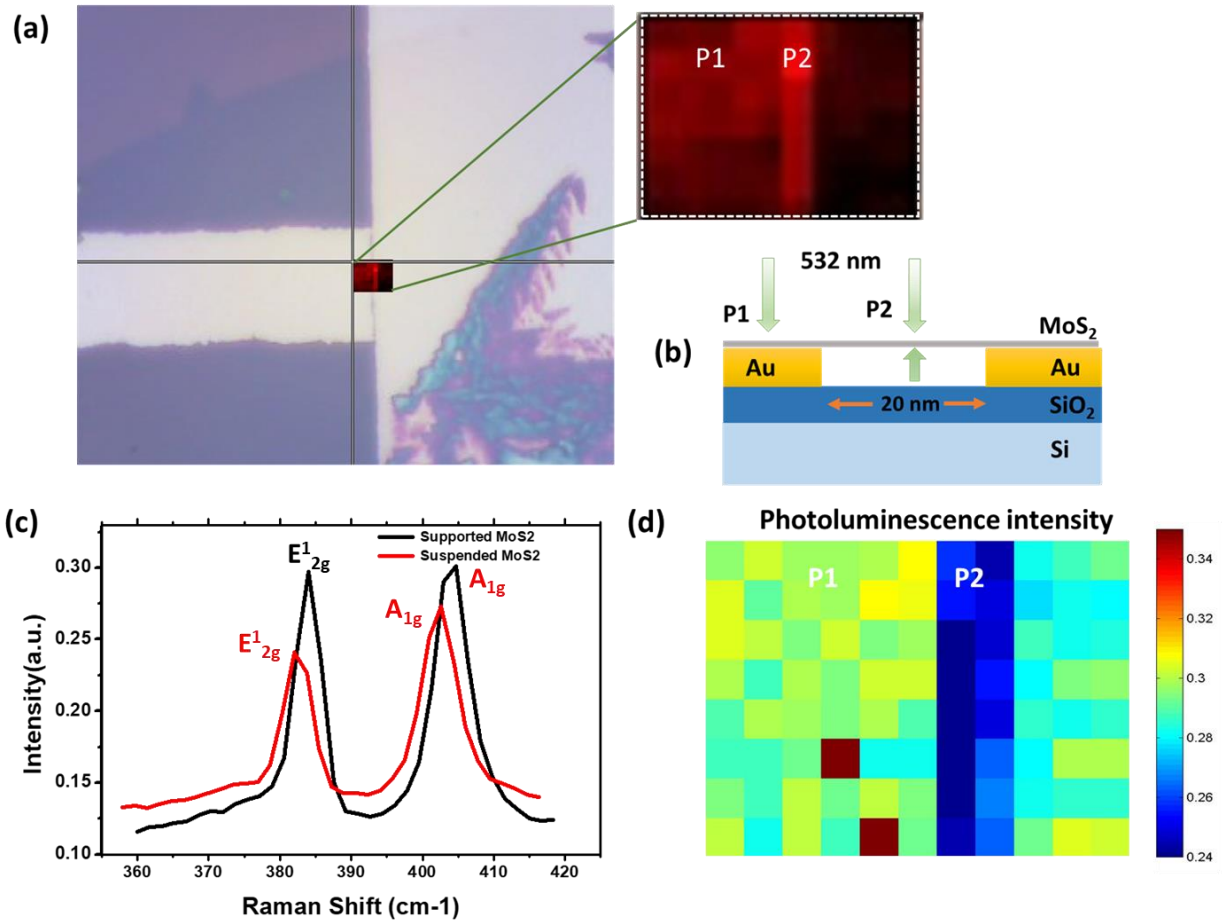 (a)
P1 P2
532 nm
P1
P2
MoS2
(b)
Au
Au
20 nm
SiO2
Si
(c)
Supported MoS2
Suspended MoS2
E12g
A1g
A1g
E12g
0.30
0.25
0.20
0.15
0.10
Intensity(a.u.)
360 370 380 390 400 410 420
Raman Shift (cm-1)
(d)
Photoluminescence intensity
P1 P2
0.34
0.32
0.3
0.28
0.26
0.24